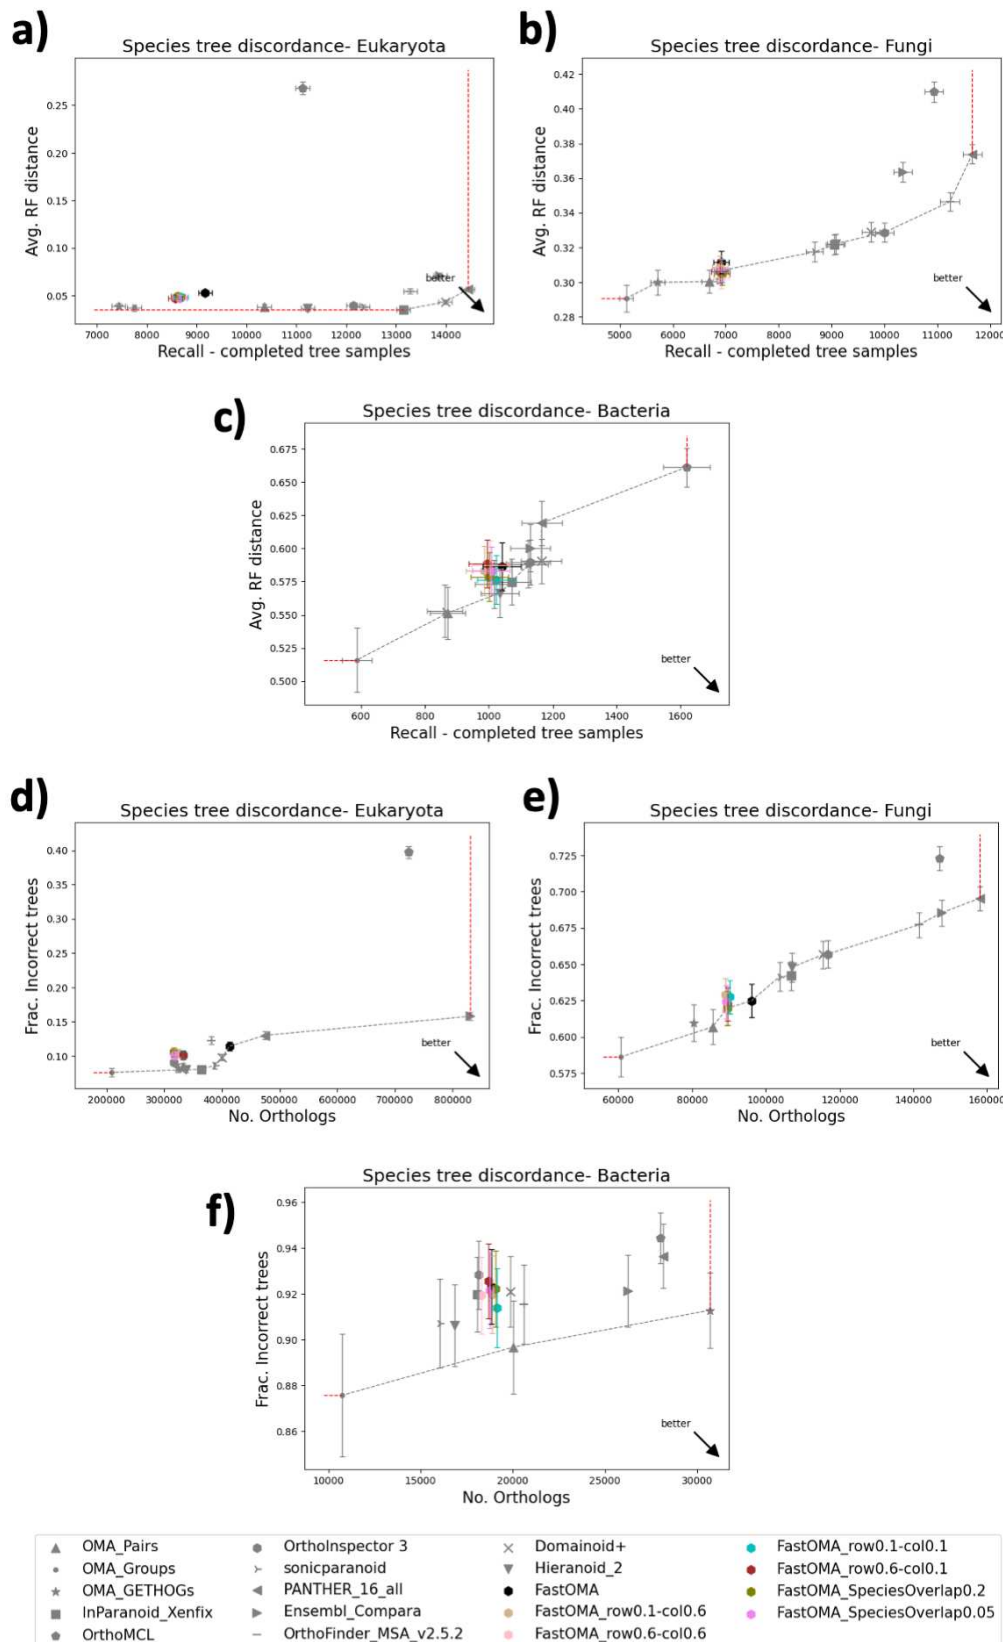 a)
Species tree discordance- Eukaryota
Avg. RF distance
0.25
0.20
0.15
0.10
0.05
better
7000 8000 9000 10000 11000 12000 13000 14000
Recall - completed tree samples
b)
Species tree discordance- Fungi
Avg. RF distance
0.42
0.40
0.38
0.36
0.34
0.32
0.30
0.28
better
5000 6000 7000 8000 9000 10000 11000 12000
Recall - completed tree samples
c)
Species tree discordance- Bacteria
Avg. RF distance
0.675
0.650
0.625
0.600
0.575
0.550
0.525
0.500
better
600 800 1000 1200 1400 1600
Recall - completed tree samples
d)
Species tree discordance- Eukaryota
Frac. Incorrect trees
0.40
0.35
0.30
0.25
0.20
0.15
0.10
better
200000 300000 400000 500000 600000 700000 800000
No. Orthologs
e)
Species tree discordance- Fungi
Frac. Incorrect trees
0.725
0.700
0.675
0.650
0.625
0.600
0.575
better
60000 80000 100000 120000 140000 160000
No. Orthologs
f)
Species tree discordance- Bacteria
Frac. Incorrect trees
0.96
0.94
0.92
0.90
0.88
0.86
better
10000 15000 20000 25000 30000
No. Orthologs
OMA_Pairs
OMA_Groups
OMA_GETHOGs
InParanoid_Xenfix
OrthoMCL
OrthoInspector 3
sonicparanoid
PANTHER_16_all
Ensembl_Compara
OrthoFinder_MSA_v2.5.2
Domainoid+
Hieranoid_2
FastOMA
FastOMA_row0.1-col0.6
FastOMA_row0.6-col0.6
FastOMA_row0.1-col0.1
FastOMA_row0.6-col0.1
FastOMA_SpeciesOverlap0.2
FastOMA_SpeciesOverlap0.05